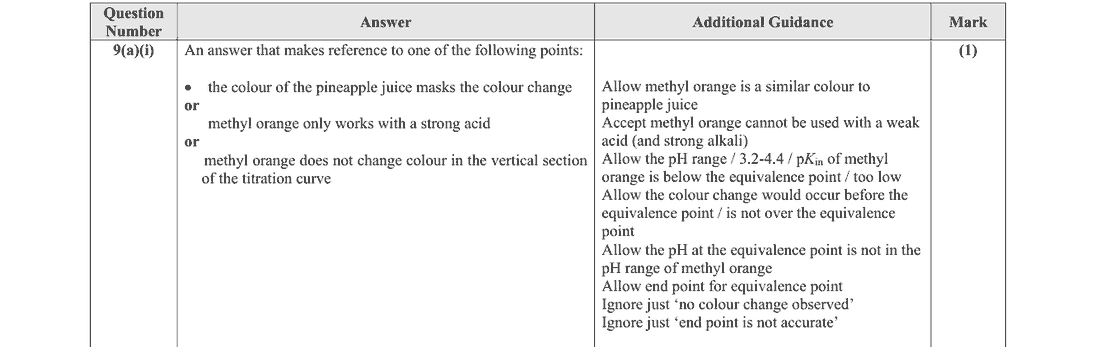 Question Number
Answer
Additional Guidance
Mark
9(a)(i)
An answer that makes reference to one of the following points:
(1)
• the colour of the pineapple juice masks the colour change
or
methyl orange only works with a strong acid
or
methyl orange does not change colour in the vertical section
of the titration curve
Allow methyl orange is a similar colour to
pineapple juice
Accept methyl orange cannot be used with a weak
acid (and strong alkali)
Allow the pH range / 3.2-4.4 / pKin of methyl
orange is below the equivalence point / too low
Allow the colour change would occur before the
equivalence point / is not over the equivalence
point
Allow the pH at the equivalence point is not in the
pH range of methyl orange
Allow end point for equivalence point
Ignore just ‘no colour change observed’
Ignore just ‘end point is not accurate’